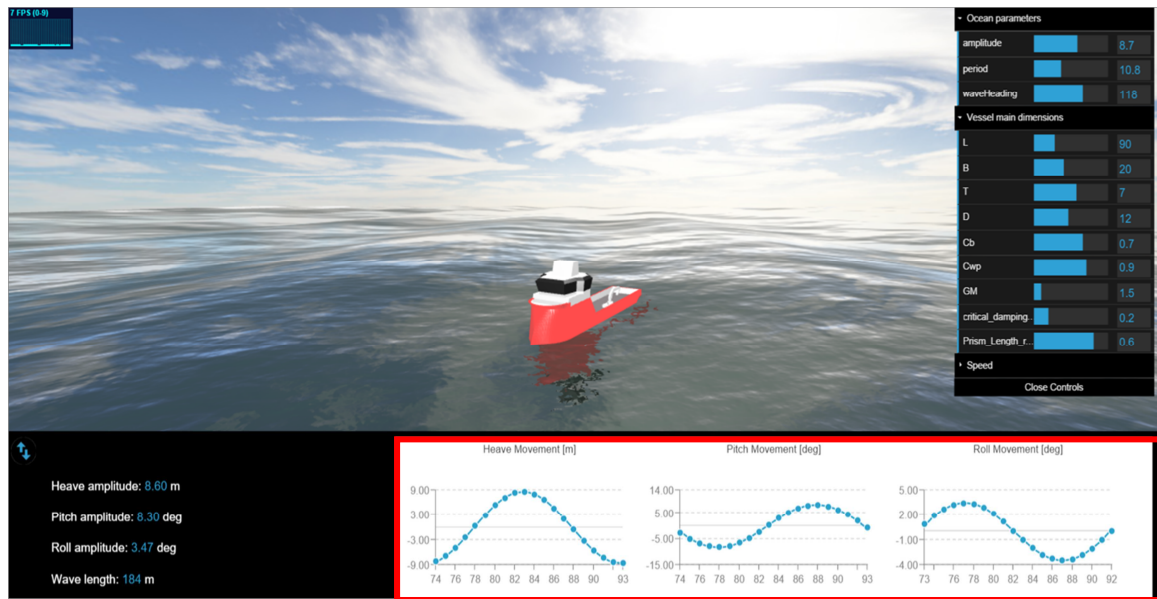 7 FPS (0-9)
Ocean parameters
amplitude 8.7
period 10.8
waveHeading 118
Vessel main dimensions
L 90
B 20
T 7
D 12
Cb 0.7
Cwp 0.9
GM 1.5
critical_damping.. 0.2
Prism_Length_r... 0.6
Speed
Close Controls
Heave amplitude: 8.60 m
Pitch amplitude: 8.30 deg
Roll amplitude: 3.47 deg
Wave length: 184 m
Heave Movement [m]
9.00
3.00
-3.00
-9.00
74 76 78 80 82 84 86 88 90 93
Pitch Movement [deg]
14.00
5.00
-5.00
-15.00
74 76 78 80 82 84 86 88 90 93
Roll Movement [deg]
5.00
2.00
-1.00
-4.00
73 76 78 80 82 84 86 88 90 92